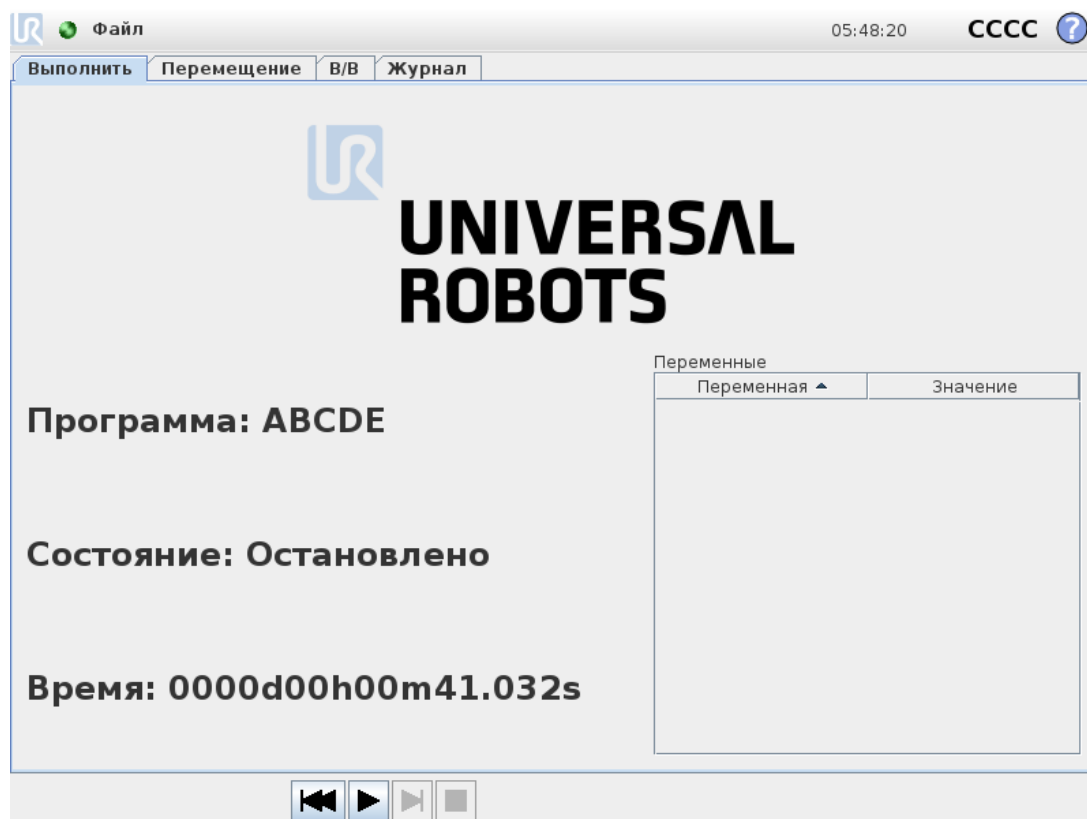 Файл 05:48:20 CCCC ?
Выполнить Перемещение В/В Журнал
UNIVERSAL
ROBOTS
Переменные
Переменная Значение
Программа: ABCDE
Состояние: Остановлено
Время: 0000d00h00m41.032s